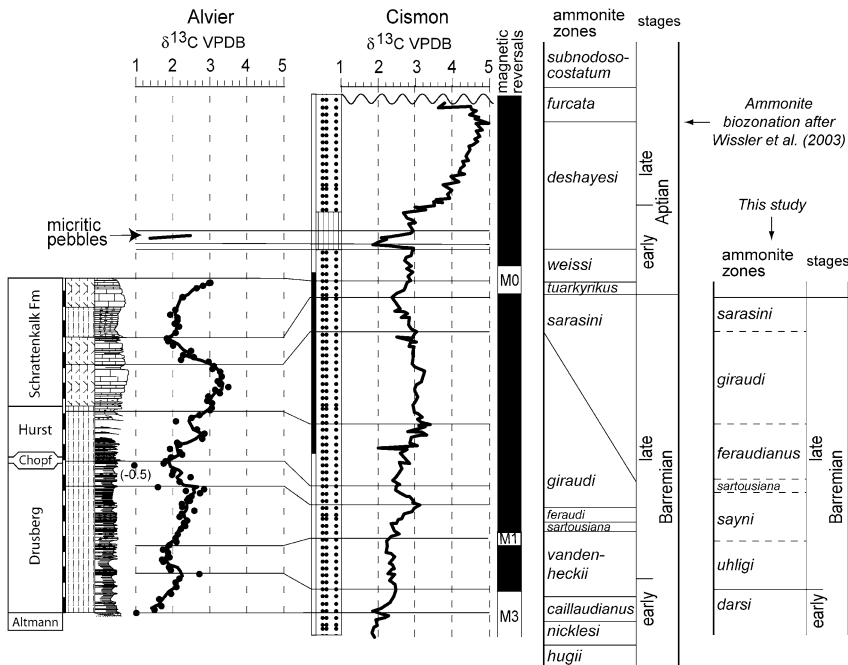 Alvier
δ13C VPDB
1 2 3 4 5
Cismon
δ13C VPDB
1 2 3 4 5
magnetic
reversals
ammonite
zones
stages
subnodoso-
costatum
furcata
deshayesi
weissi
tuarkyrikus
sarasini
giraudi
feraudi
sartousiana
vanden-
heckii
caillaudianus
nicklesi
hugii
late
early
Aptian
late
early
Barremian
Ammonite
biozonation after
Wissler et al. (2003)
This study
ammonite
zones
stages
sarasini
giraudi
feraudianus
sartousiana
sayni
uhligi
darsi
late
early
Barremian
micritic
pebbles
M0
M1
M3
Schrattenkalk Fm
Hurst
Chopf
Drusberg
Altmann
(-0.5)